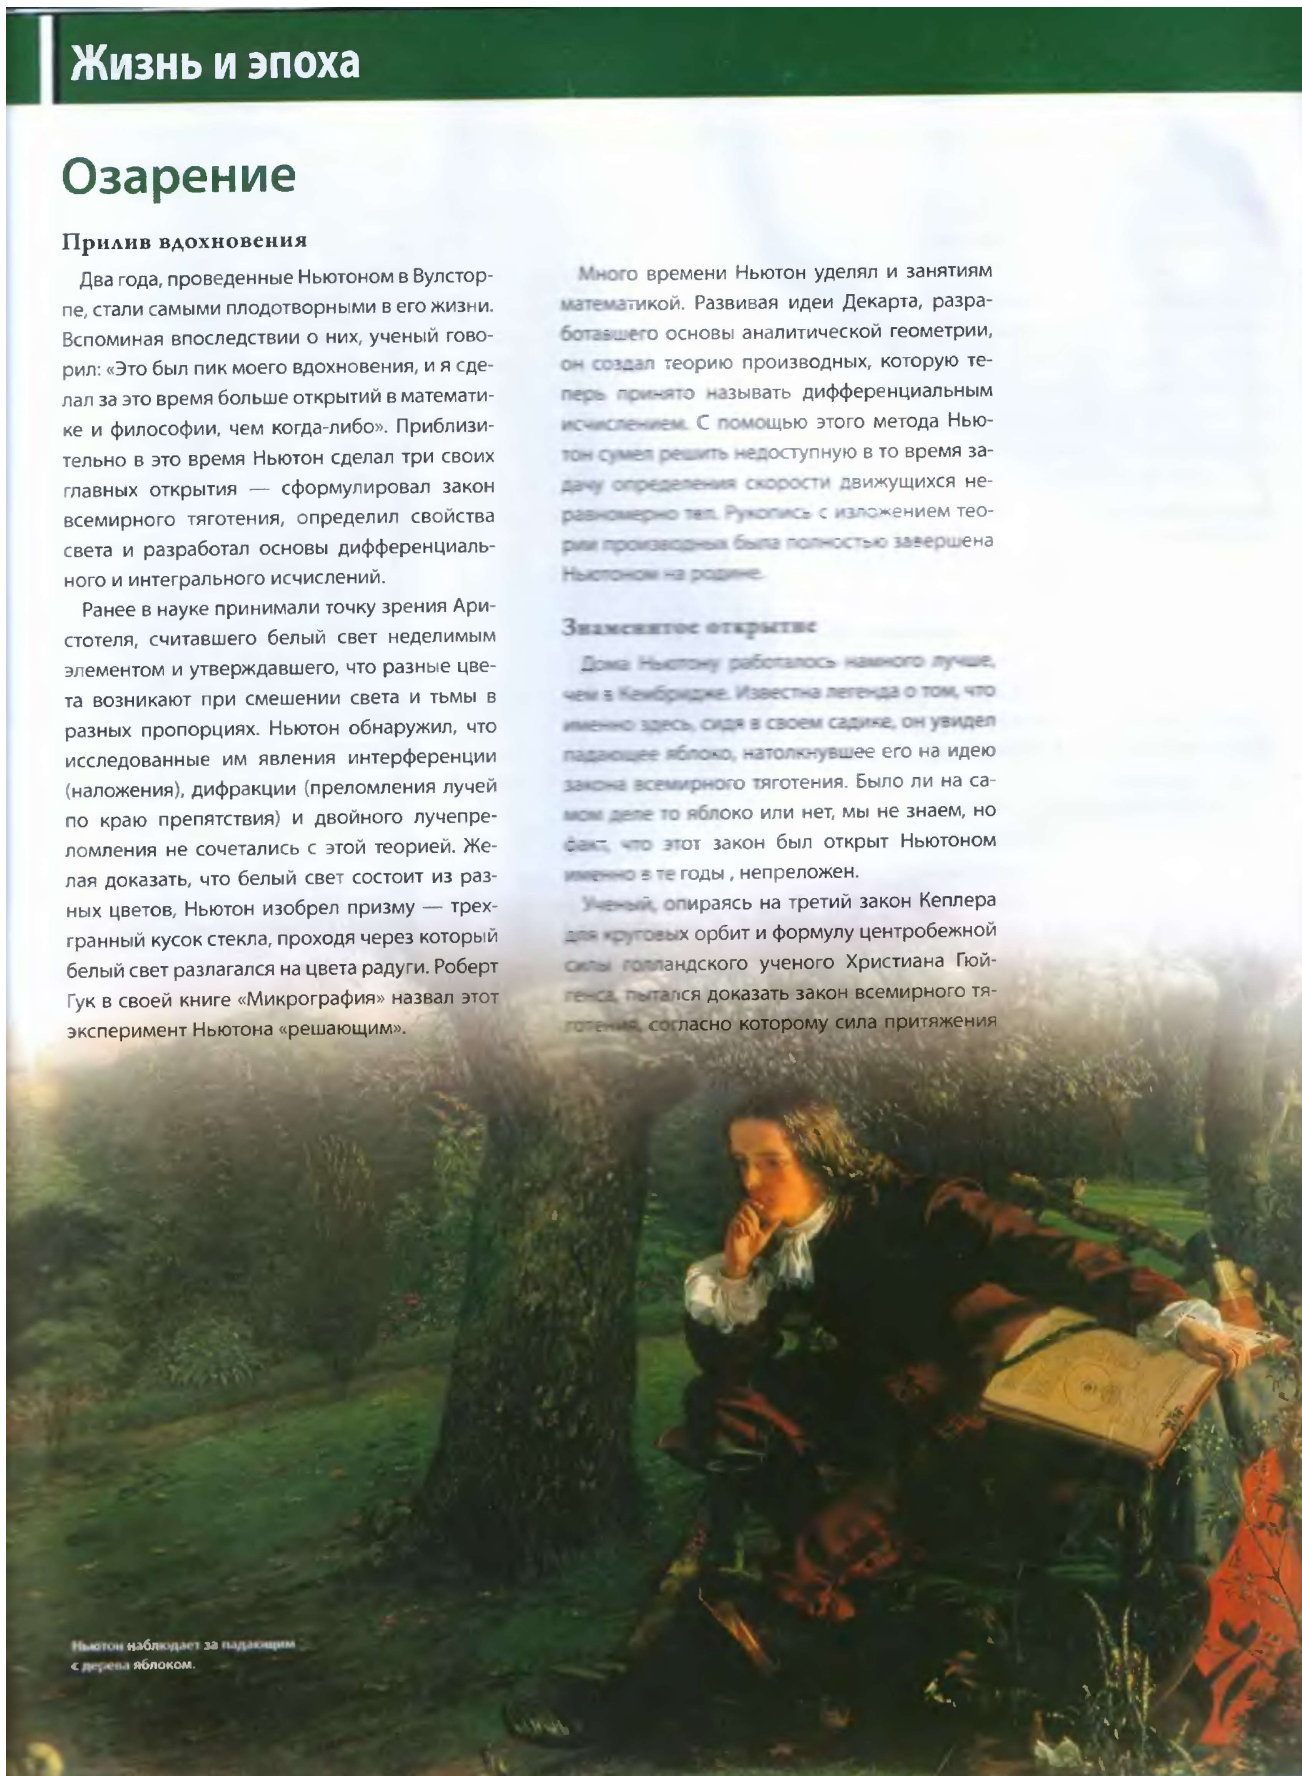 Жизнь и эпоха
Озарение
Прилив вдохновения
Два года, проведенные Ньютоном в Вулстор-
пе, стали самыми плодотворными в его жизни.
Вспоминая впоследствии о них, ученый гово-
рил: «Это был пик моего вдохновения, и я сде-
лал за это время больше открытий в математи-
ке и философии, чем когда-либо». Приблизи-
тельно в это время Ньютон сделал три своих
главных открытия — сформулировал закон
всемирного тяготения, определил свойства
света и разработал основы дифференциаль-
ного и интегрального исчислений.
Ранее в науке принимали точку зрения Ари-
стотеля, считавшего белый свет неделимым
элементом и утверждавшего, что разные цве-
та возникают при смешении света и тьмы в
разных пропорциях. Ньютон обнаружил, что
исследованные им явления интерференции
(наложения), дифракции (преломления лучей
по краю препятствия) и двойного лучепре-
ломления не сочетались с этой теорией. Же-
лая доказать, что белый свет состоит из раз-
ных цветов, Ньютон изобрел призму — трех-
гранный кусок стекла, проходя через который
белый свет разлагался на цвета радуги. Роберт
Гук в своей книге «Микрография» назвал этот
эксперимент Ньютона «решающим».
Много времени Ньютон уделял и занятиям
математикой. Развивая идеи Декарта, разра-
ботавшего основы аналитической геометрии,
он создал теорию производных, которую те-
перь принято называть дифференциальным
исчислением. С помощью этого метода Нью-
тон сумел решить недоступную в то время за-
дачу определения скорости движущихся не-
равномерно тел. Рукопись с изложением тео-
рии производных была полностью завершена
Ньютоном на родине.
Знаменитое открытие
Дома Ньютону работалось намного лучше,
чем в Кембридже. Известна легенда о том, что
именно здесь, сидя в своем садике, он увидел
падающее яблоко, натолкнувшее его на идею
закона всемирного тяготения. Было ли на са-
мом деле то яблоко или нет, мы не знаем, но
факт, что этот закон был открыт Ньютоном
именно в те годы , непреложен.
Ученый, опираясь на третий закон Кеплера
для круговых орбит и формулу центробежной
силы голландского ученого Христиана Гюй-
генса, пытался доказать закон всемирного тя-
готения, согласно которому сила притяжения
Ньютон наблюдает за падающим
с дерева яблоком.